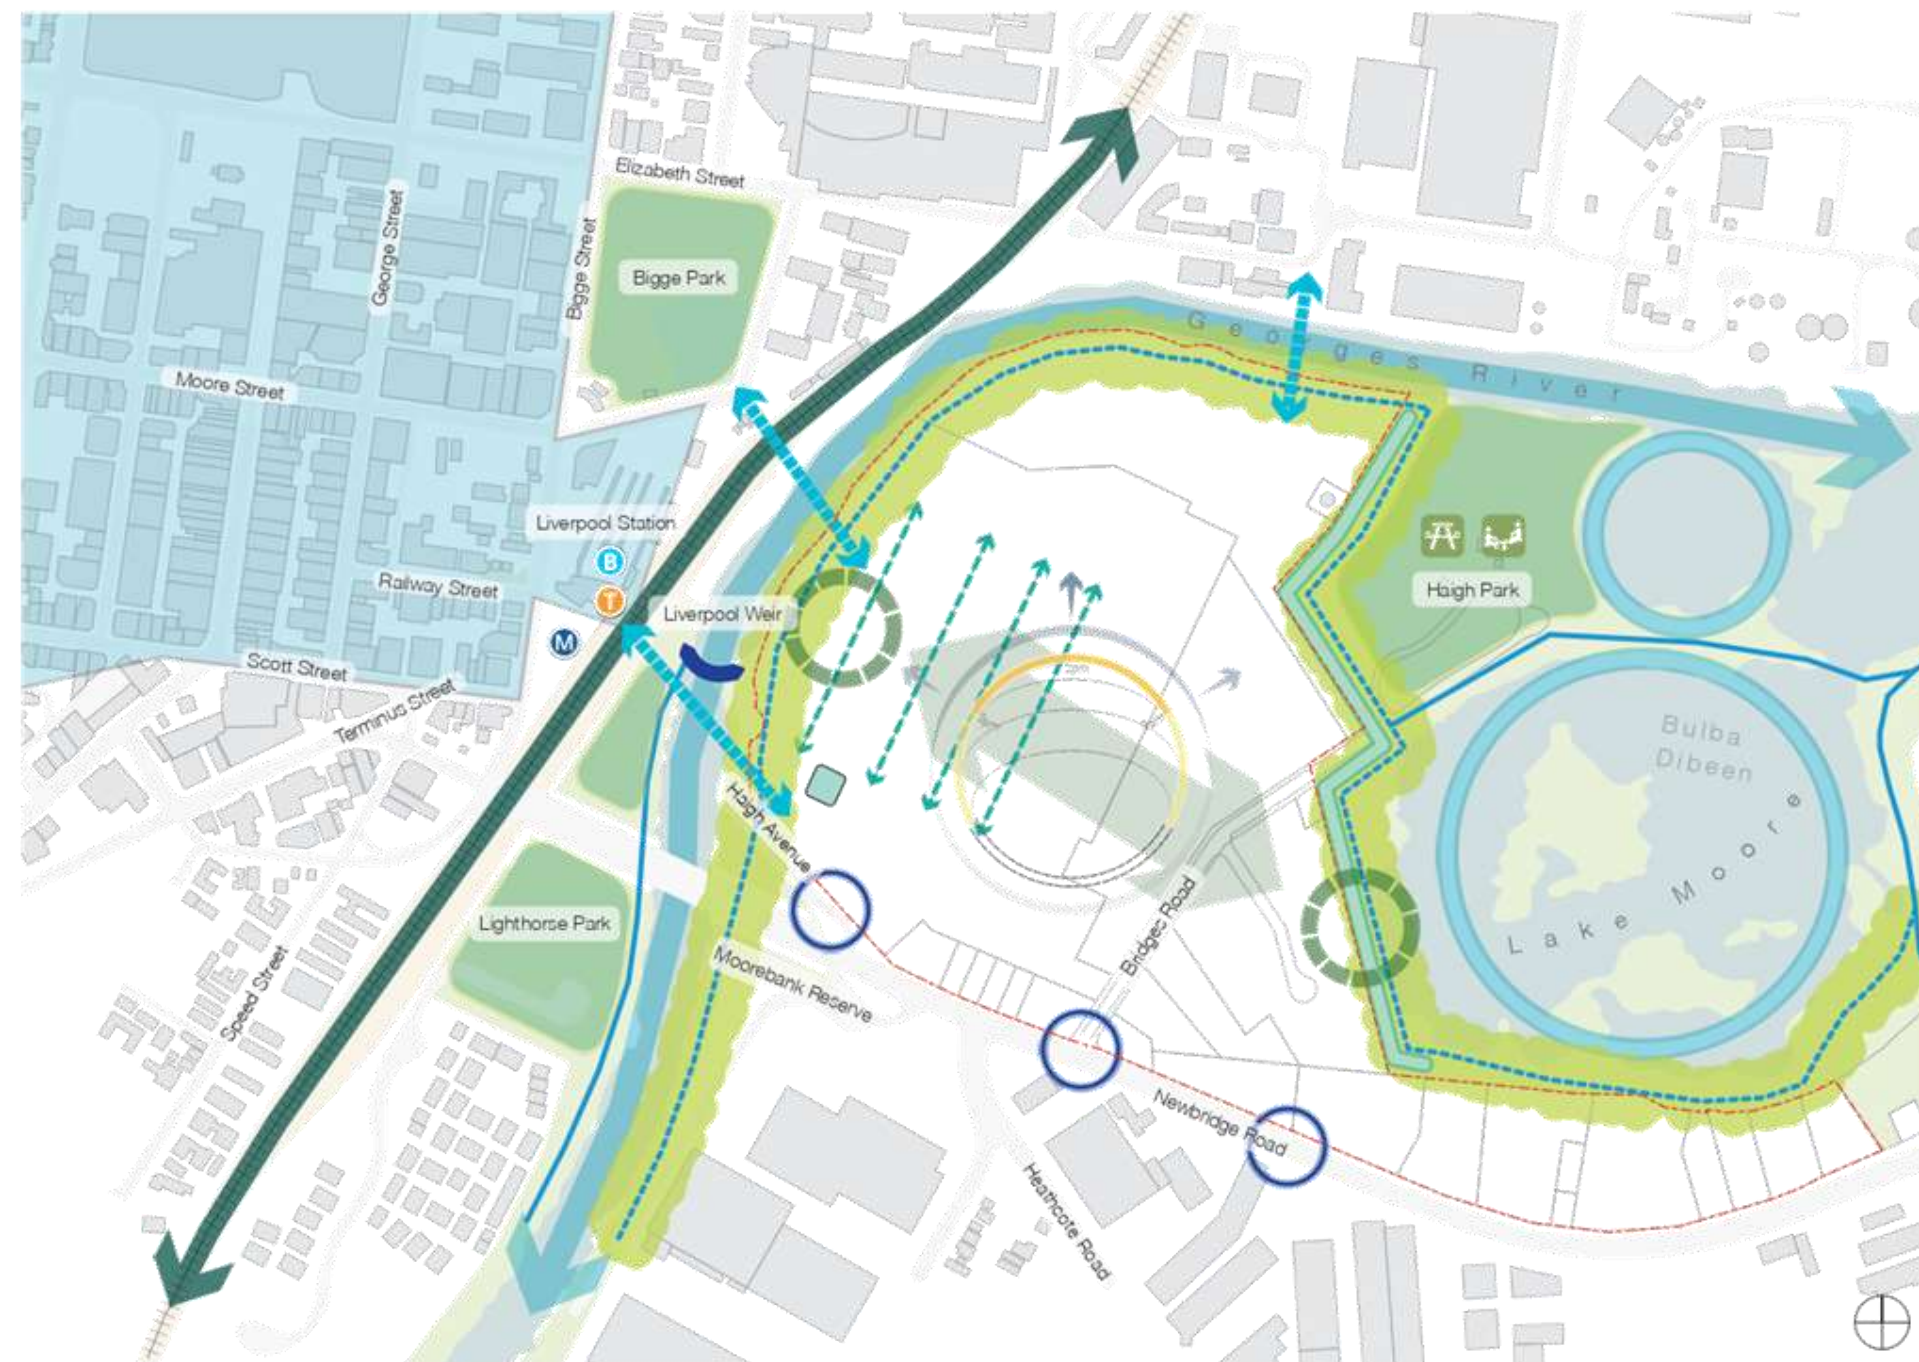 Elizabeth Street
George Street
Bigge Street
Bigge Park
Georges River
Moore Street
Liverpool Station
B
T
Railway Street
Liverpool Weir
M
Haigh Park
Scott Street
Terminus Street
Bulba
Dibeen
Lake Moore
Haigh Avenue
Lighthorse Park
Bridges Road
Speed Street
Moorebank Reserve
Newbridge Road
Heathcote Road